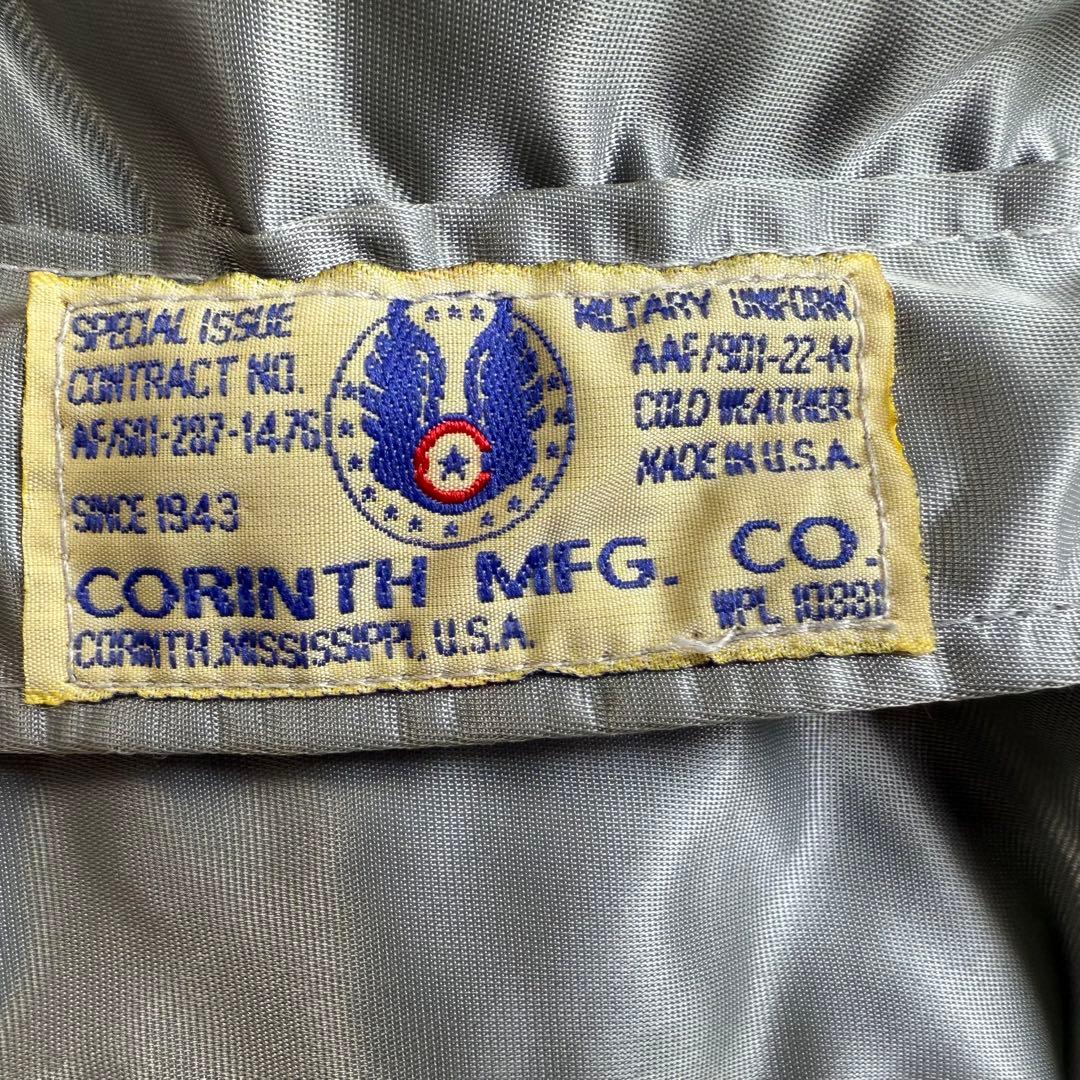 SPECIAL ISSUE
CONTRACT NO.
AF/601-287-1476
SINCE 1943
C
MILITARY UNIFORM
AAF/901-22-N
COLD WEATHER
MADE IN U.S.A.
CORINTH MFG. CO.
CORINTH, MISSISSIPPI, U.S.A.
WPL 10881